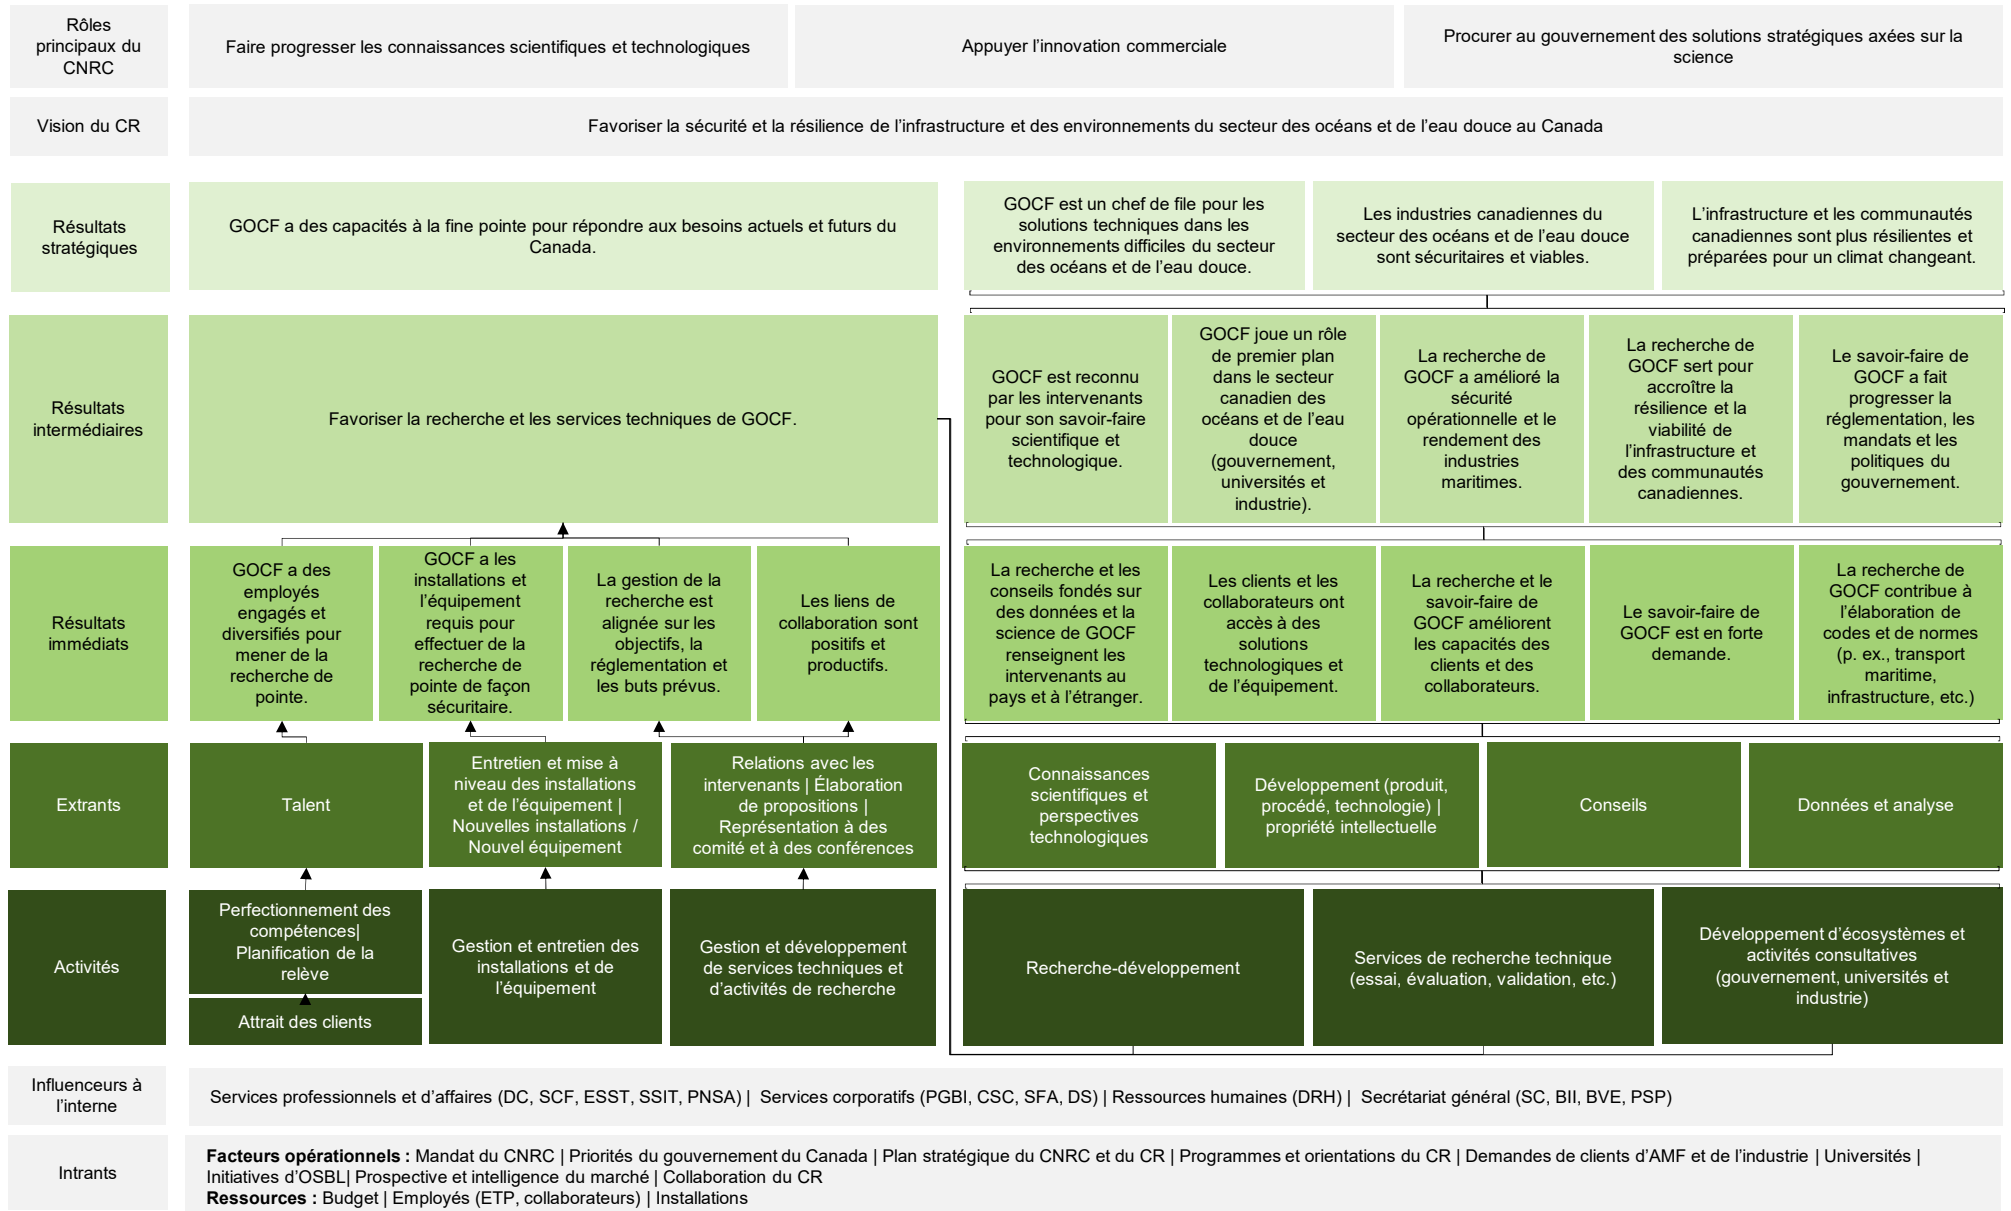 Rôles
principaux du
CNRC
Faire progresser les connaissances scientifiques et technologiques
Appuyer l’innovation commerciale
Procurer au gouvernement des solutions stratégiques axées sur la
science
Vision du CR
Favoriser la sécurité et la résilience de l’infrastructure et des environnements du secteur des océans et de l’eau douce au Canada
Résultats
stratégiques
GOCF a des capacités à la fine pointe pour répondre aux besoins actuels et futurs du
Canada.
GOCF est un chef de file pour les
solutions techniques dans les
environnements difficiles du secteur
des océans et de l’eau douce.
Les industries canadiennes du
secteur des océans et de l’eau douce
sont sécuritaires et viables.
L’infrastructure et les communautés
canadiennes sont plus résilientes et
préparées pour un climat changeant.
Résultats
intermédiaires
Favoriser la recherche et les services techniques de GOCF.
GOCF est reconnu
par les intervenants
pour son savoir-faire
scientifique et
technologique.
GOCF joue un rôle
de premier plan
dans le secteur
canadien des
océans et de l’eau
douce
(gouvernement,
universités et
industrie).
La recherche de
GOCF a amélioré la
sécurité
opérationnelle et le
rendement des
industries
maritimes.
La recherche de
GOCF sert pour
accroître la
résilience et la
viabilité de
l’infrastructure et
des communautés
canadiennes.
Le savoir-faire de
GOCF a fait
progresser la
réglementation, les
mandats et les
politiques du
gouvernement.
Résultats
immédiats
GOCF a des
employés
engagés et
diversifiés pour
mener de la
recherche de
pointe.
GOCF a les
installations et
l’équipement
requis pour
effectuer de la
recherche de
pointe de façon
sécuritaire.
La gestion de la
recherche est
alignée sur les
objectifs, la
réglementation et
les buts prévus.
Les liens de
collaboration sont
positifs et
productifs.
La recherche et les
conseils fondés sur
des données et la
science de GOCF
renseignent les
intervenants au
pays et à l’étranger.
Les clients et les
collaborateurs ont
accès à des
solutions
technologiques et
de l’équipement.
La recherche et le
savoir-faire de
GOCF améliorent
les capacités des
clients et des
collaborateurs.
Le savoir-faire de
GOCF est en forte
demande.
La recherche de
GOCF contribue à
l’élaboration de
codes et de normes
(p. ex., transport
maritime,
infrastructure, etc.)
Extrants
Talent
Entretien et mise à
niveau des installations
et de l’équipement |
Nouvelles installations /
Nouvel équipement
Relations avec les
intervenants | Élaboration
de propositions |
Représentation à des
comité et à des conférences
Connaissances
scientifiques et
perspectives
technologiques
Développement (produit,
procédé, technologie) |
propriété intellectuelle
Conseils
Données et analyse
Activités
Perfectionnement des
compétences|
Planification de la
relève
Attrait des clients
Gestion et entretien des
installations et de
l’équipement
Gestion et développement
de services techniques et
d’activités de recherche
Recherche-développement
Services de recherche technique
(essai, évaluation, validation, etc.)
Développement d’écosystèmes et
activités consultatives
(gouvernement, universités et
industrie)
Influenceurs à
l’interne
Services professionnels et d’affaires (DC, SCF, ESST, SSIT, PNSA) | Services corporatifs (PGBI, CSC, SFA, DS) | Ressources humaines (DRH) | Secrétariat général (SC, BII, BVE, PSP)
Intrants
Facteurs opérationnels : Mandat du CNRC | Priorités du gouvernement du Canada | Plan stratégique du CNRC et du CR | Programmes et orientations du CR | Demandes de clients d’AMF et de l’industrie | Universités |
Initiatives d’OSBL| Prospective et intelligence du marché | Collaboration du CR
Ressources : Budget | Employés (ETP, collaborateurs) | Installations